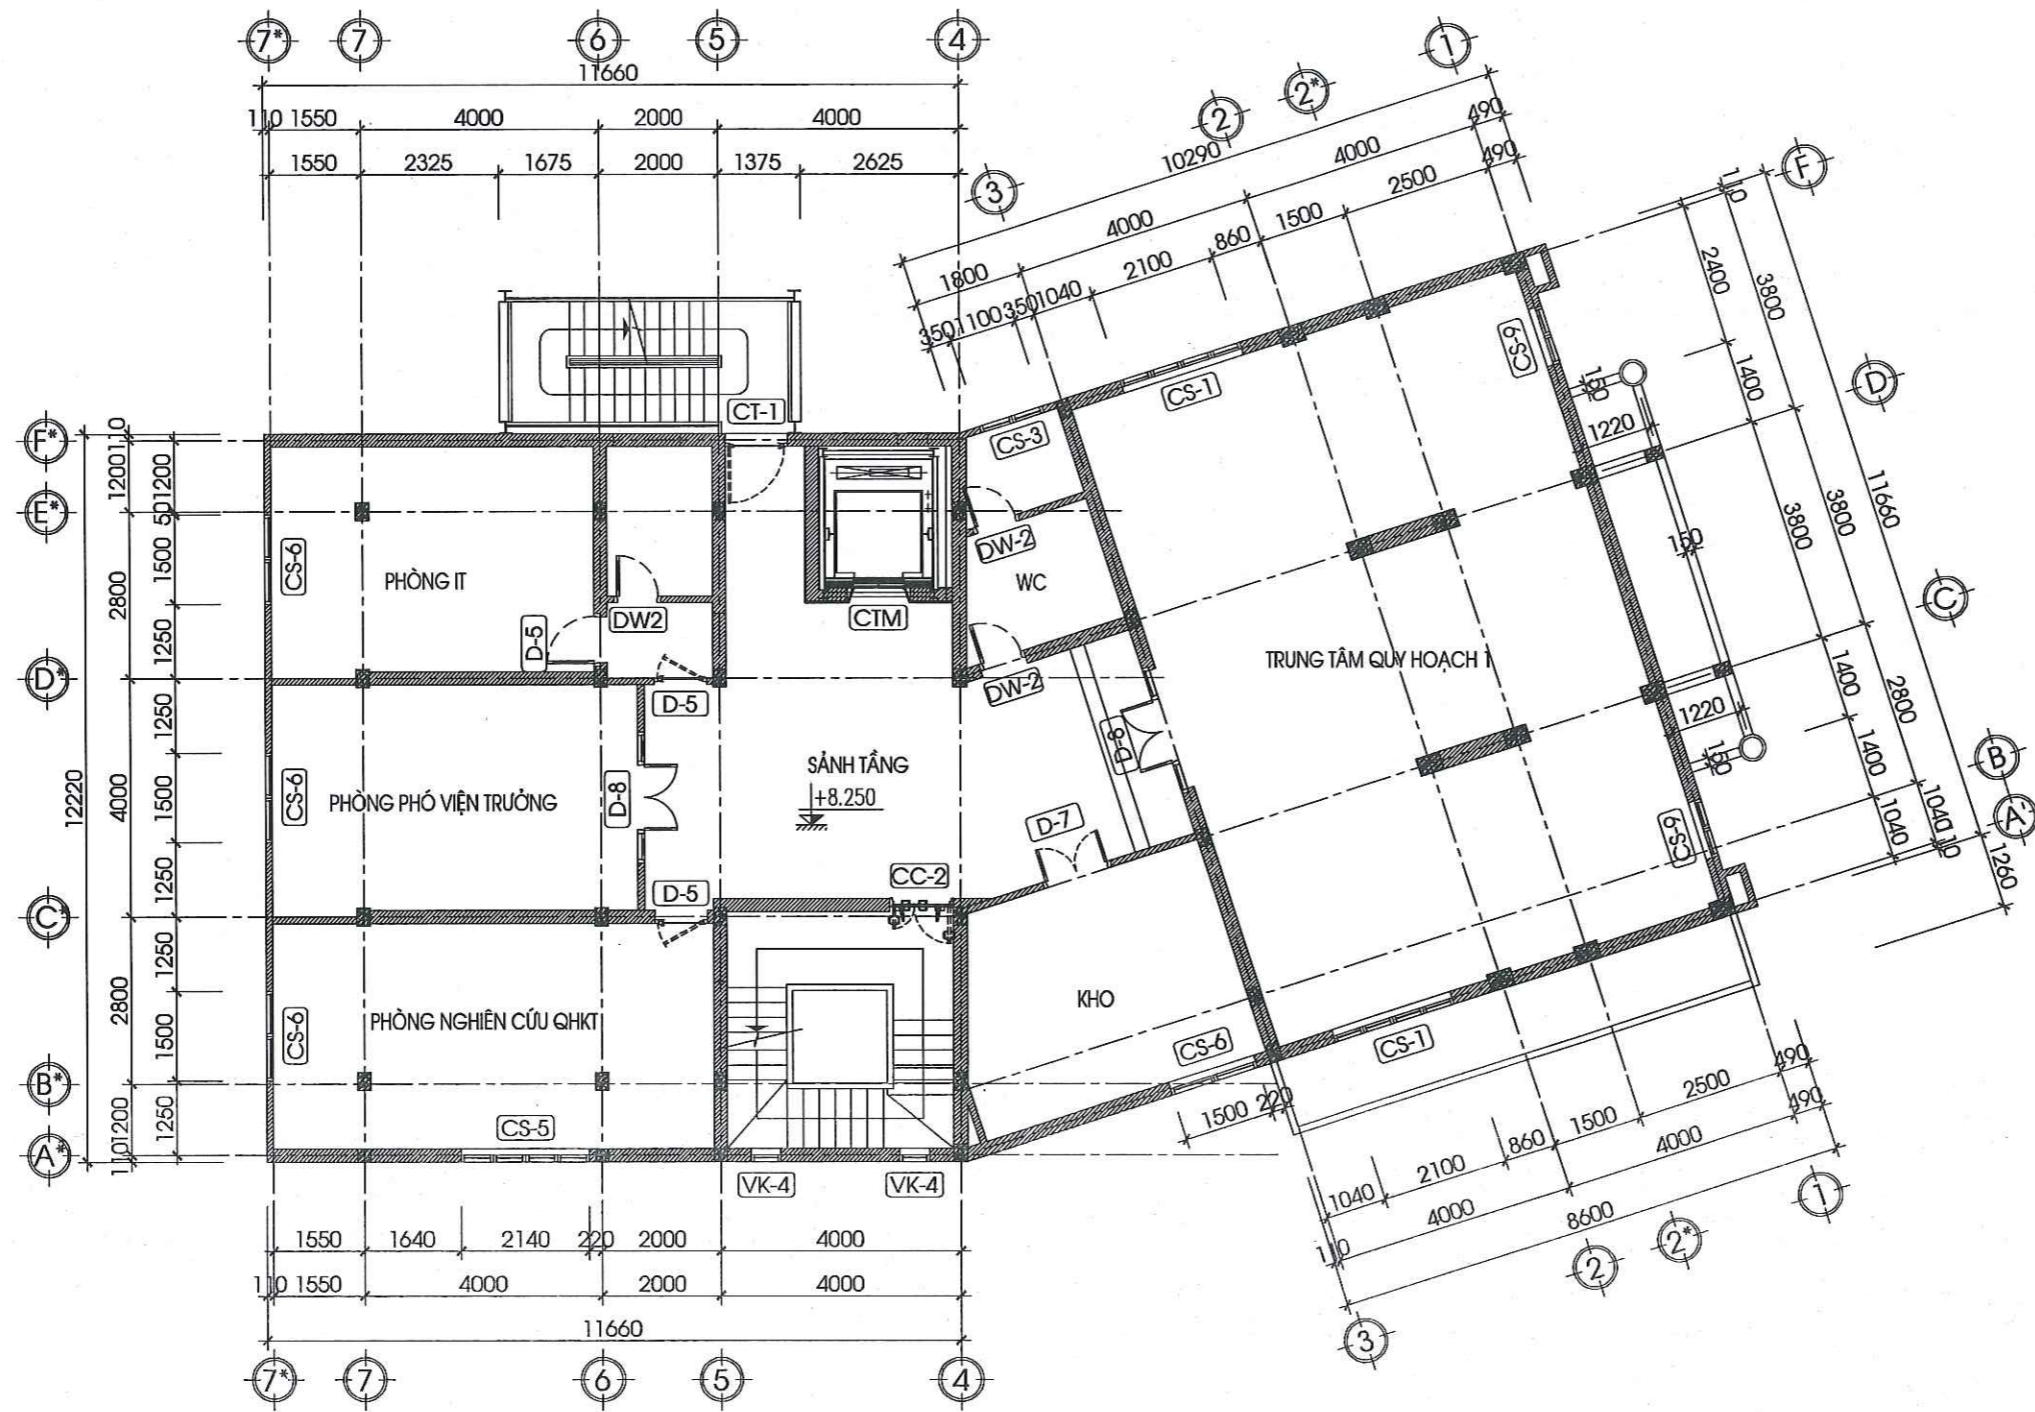 7* 7 6 5 4
11660
110 1550 4000 2000 4000
1550 2325 1675 2000 1375 2625
3 2 2* 1
10290
1800 4000 4000 490
350 1100 350 1040 2100 860 1500 2500 490
F D C B A'
110
2400 3800
1400
3800 3800 11660
1400 2800
1400
1040 1040 110
1260
150
1220
150
1220
150
CT-1
CS-1
CS-3
CS-6
CS-6
DW-2
WC
PHÒNG IT
D-5
DW2
CTM
TRUNG TÂM QUY HOẠCH 1
DW-2
D-5
D-8
SẢNH TẦNG
+8.250
CS-6
PHÒNG PHÓ VIỆN TRƯỞNG
D-8
D-7
CC-2
D-5
CS-6
CS-6
PHÒNG NGHIÊN CỨU QHKT
KHO
CS-6
CS-1
CS-5
VK-4
VK-4
F* E* D* C* B* A*
12220
110 1200 2800 4000 2800 1200 110
1200 50 1500 1250 1250 1500 1250 1250 1500 1250
1550 1640 2140 220 2000 4000
110 1550 4000 2000 4000
11660
7* 7 6 5 4
1500 220
1040 2100 860 1500 2500 490
110 4000 4000 490
8600
3 2 2* 1